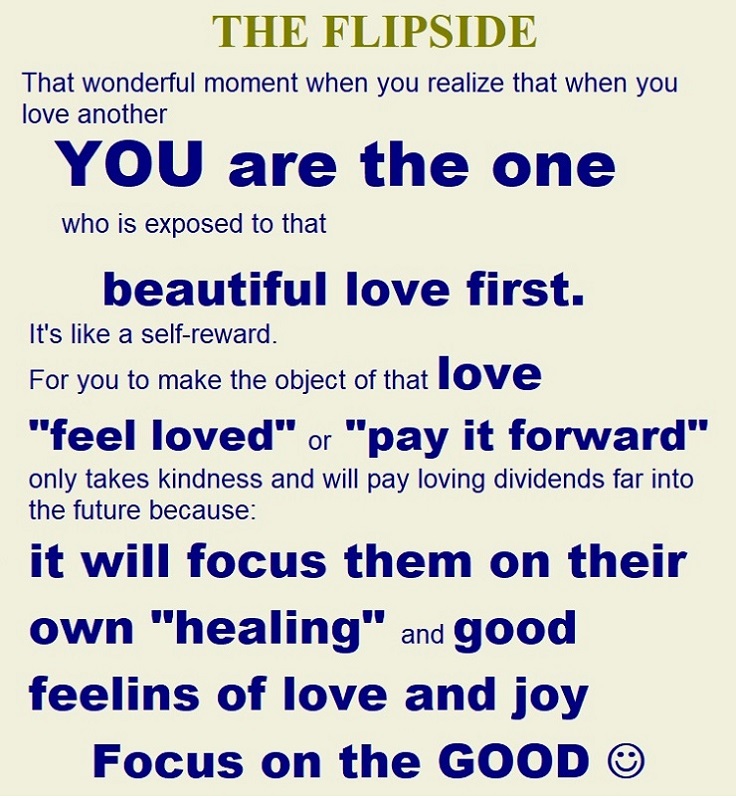 THE FLIPSIDE
That wonderful moment when you realize that when you
love another
YOU are the one
who is exposed to that
beautiful love first.
It's like a self-reward.
For you to make the object of that love
"feel loved" or "pay it forward"
only takes kindness and will pay loving dividends far into
the future because:
it will focus them on their
own "healing" and good
feelins of love and joy
Focus on the GOOD ☺